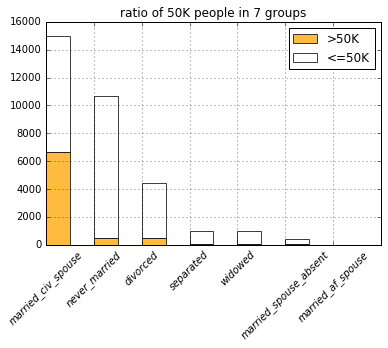 ratio of 50K people in 7 groups
>50K
<=50K
16000
14000
12000
10000
8000
6000
4000
2000
0
married_civ_spouse
never_married
divorced
separated
widowed
married_spouse_absent
married_af_spouse